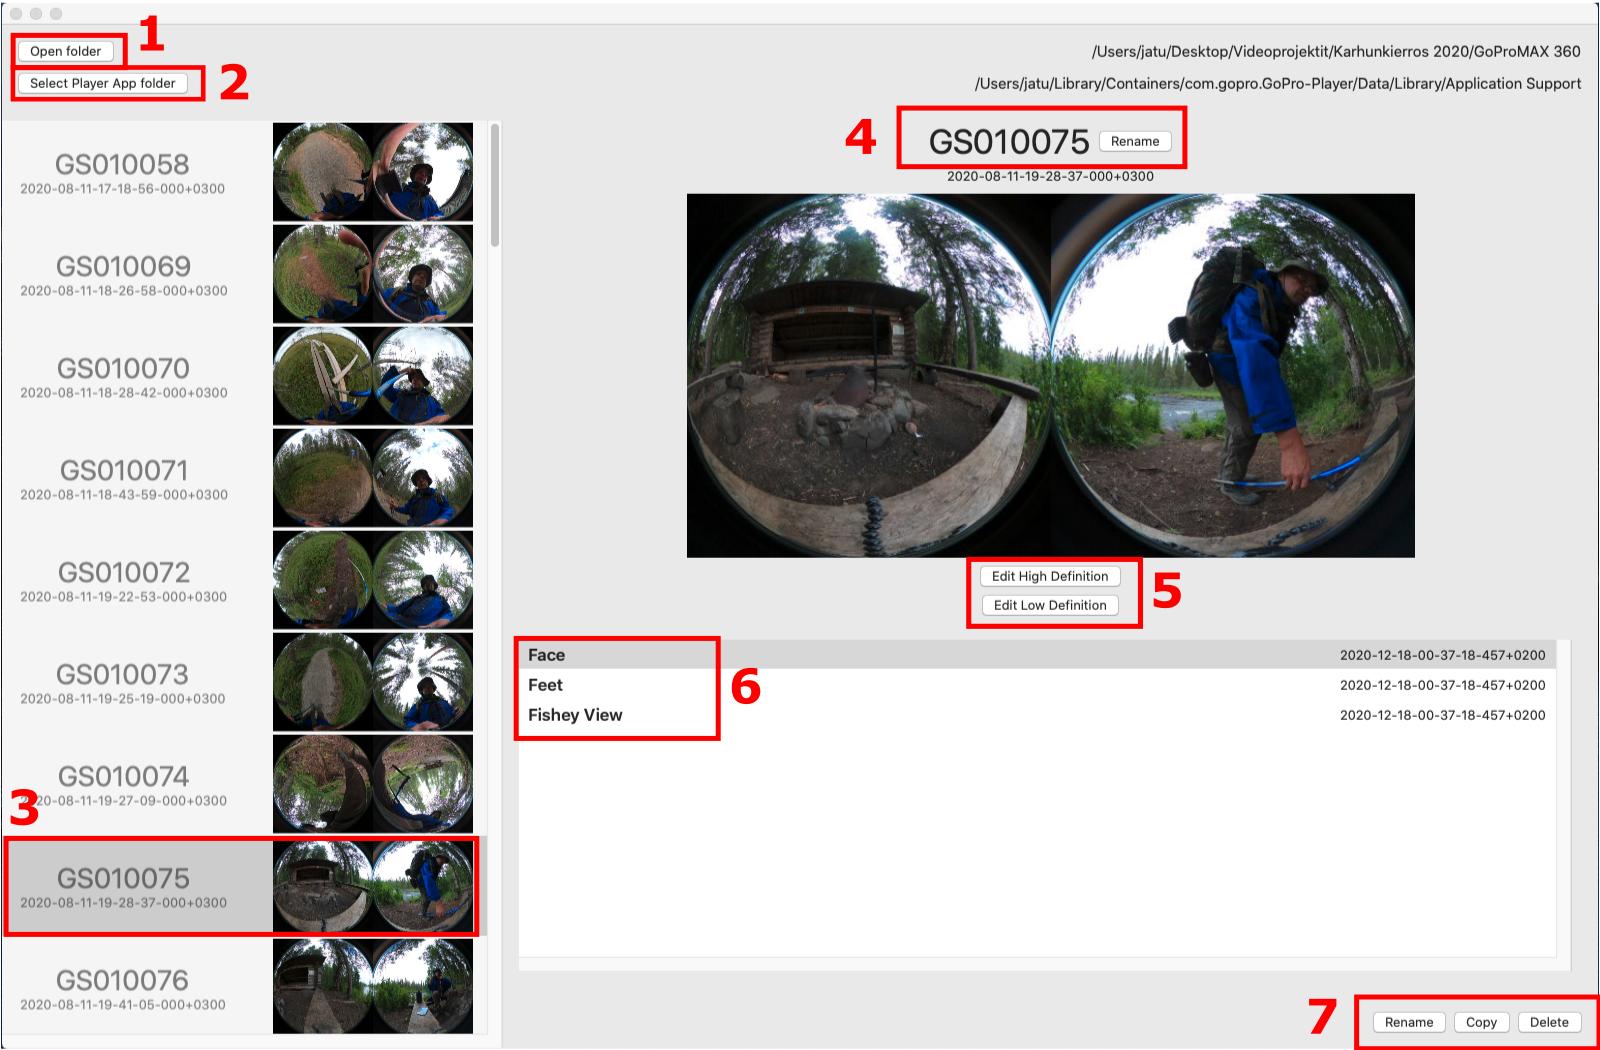 Open folder
1
/Users/jatu/Desktop/Videoprojektit/Karhunkierros 2020/GoProMAX 360
Select Player App folder
2
/Users/jatu/Library/Containers/com.gopro.GoPro-Player/Data/Library/Application Support
GS010058
2020-08-11-17-18-56-000+0300
GS010069
2020-08-11-18-26-58-000+0300
GS010070
2020-08-11-18-28-42-000+0300
GS010071
2020-08-11-18-43-59-000+0300
GS010072
2020-08-11-19-22-53-000+0300
GS010073
2020-08-11-19-25-19-000+0300
GS010074
2020-08-11-19-27-09-000+0300
3
GS010075
2020-08-11-19-28-37-000+0300
GS010076
2020-08-11-19-41-05-000+0300
4
GS010075 Rename
2020-08-11-19-28-37-000+0300
Edit High Definition
Edit Low Definition
5
Face 2020-12-18-00-37-18-457+0200
Feet 2020-12-18-00-37-18-457+0200
Fishey View 2020-12-18-00-37-18-457+0200
6
7
Rename Copy Delete